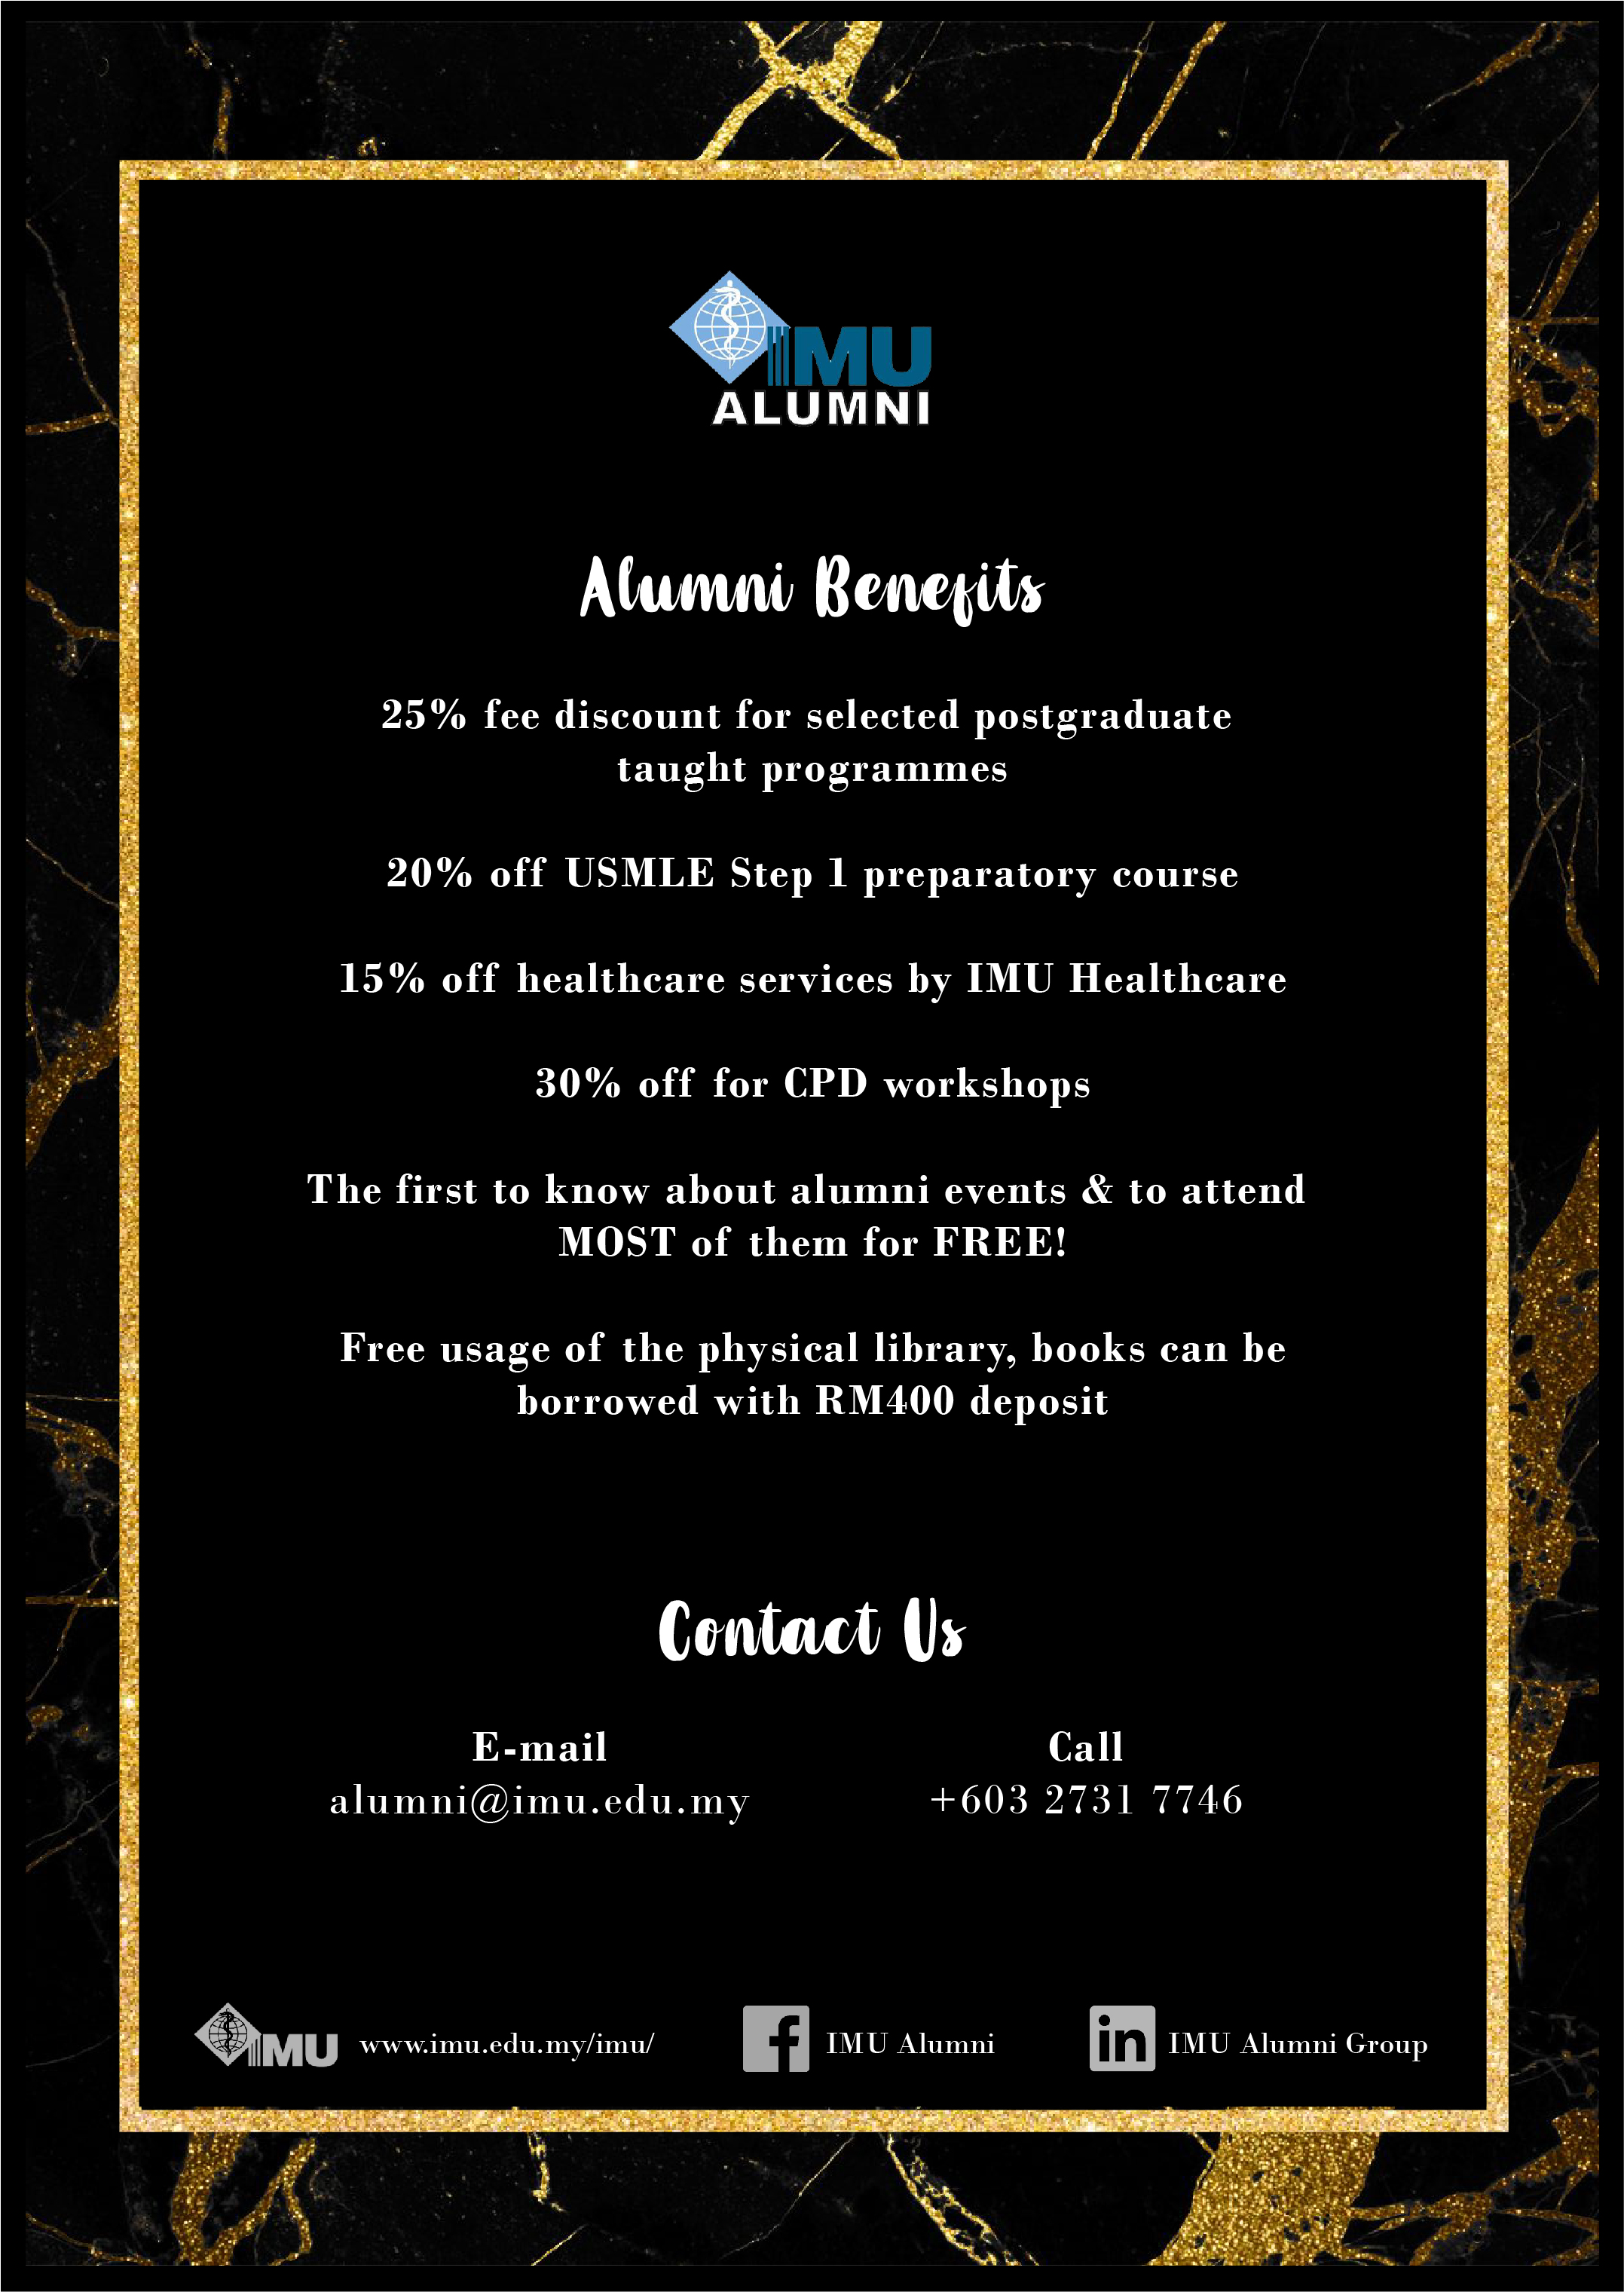 IMU
ALUMNI
Alumni Benefits
25% fee discount for selected postgraduate
taught programmes
20% off USMLE Step 1 preparatory course
15% off healthcare services by IMU Healthcare
30% off for CPD workshops
The first to know about alumni events & to attend
MOST of them for FREE!
Free usage of the physical library, books can be
borrowed with RM400 deposit
Contact Us
E-mail
alumni@imu.edu.my
Call
+603 2731 7746
IMU www.imu.edu.my/imu/
f IMU Alumni
in IMU Alumni Group